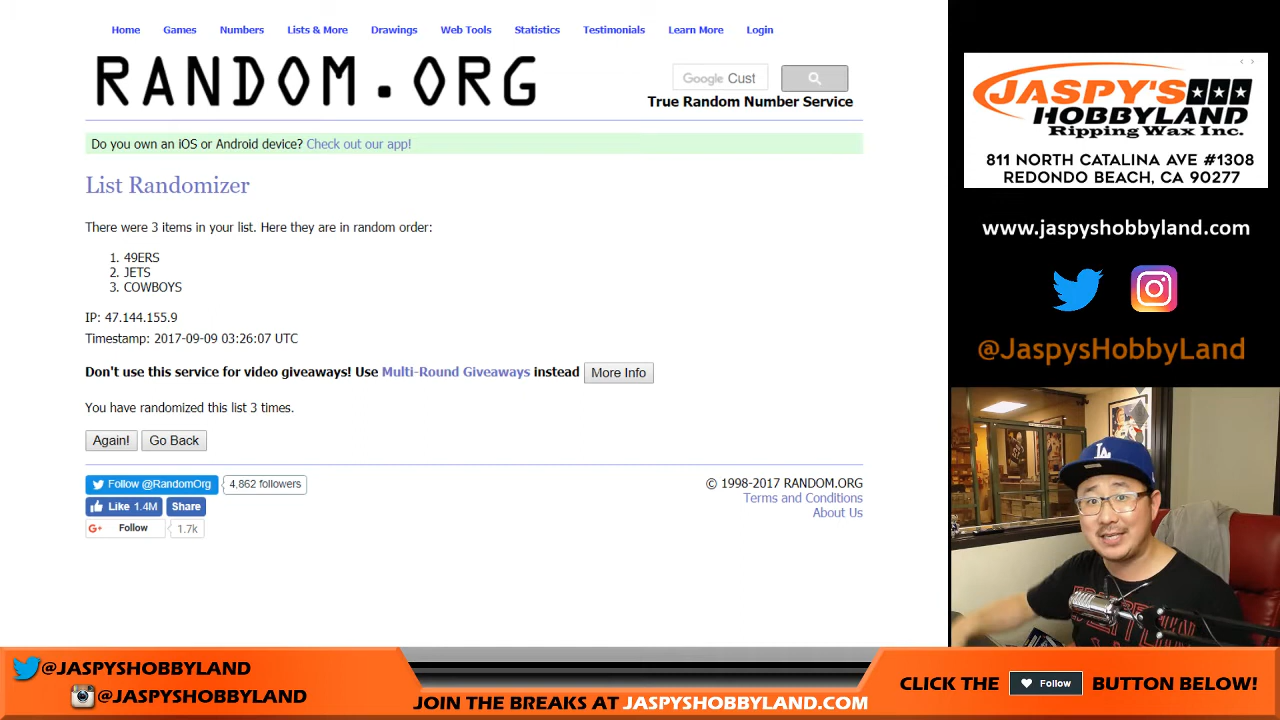 Home Games Numbers Lists & More Drawings Web Tools Statistics Testimonials Learn More Login
RANDOM.ORG
Google Cust
True Random Number Service
Do you own an iOS or Android device? Check out our app!
List Randomizer
There were 3 items in your list. Here they are in random order:
1. 49ERS
2. JETS
3. COWBOYS
IP: 47.144.155.9
Timestamp: 2017-09-09 03:26:07 UTC
Don't use this service for video giveaways! Use Multi-Round Giveaways instead More Info
You have randomized this list 3 times.
Again! Go Back
Follow @RandomOrg 4,862 followers
Like 1.4M Share
G+ Follow 1.7k
© 1998-2017 RANDOM.ORG
Terms and Conditions
About Us
JASPY'S
HOBBYLAND
Ripping Wax Inc.
811 NORTH CATALINA AVE #1308
REDONDO BEACH, CA 90277
www.jaspyshobbyland.com
@JaspysHobbyLand
LA
@JASPYSHOBBYLAND
@JASPYSHOBBYLAND
JOIN THE BREAKS AT JASPYSHOBBYLAND.COM
CLICK THE Follow BUTTON BELOW!